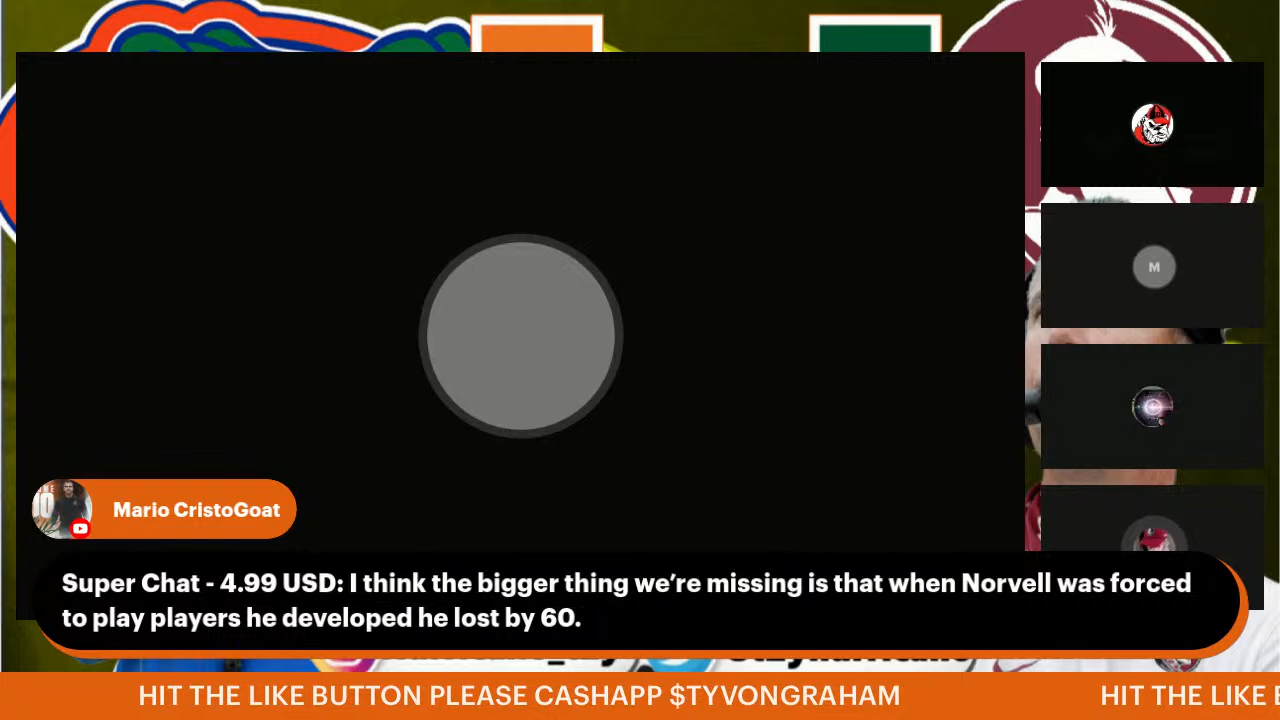 M
Mario CristoGoat
Super Chat - 4.99 USD: I think the bigger thing we’re missing is that when Norvell was forced
to play players he developed he lost by 60.
HIT THE LIKE BUTTON PLEASE CASHAPP $TYVONGRAHAM
HIT THE LIKE